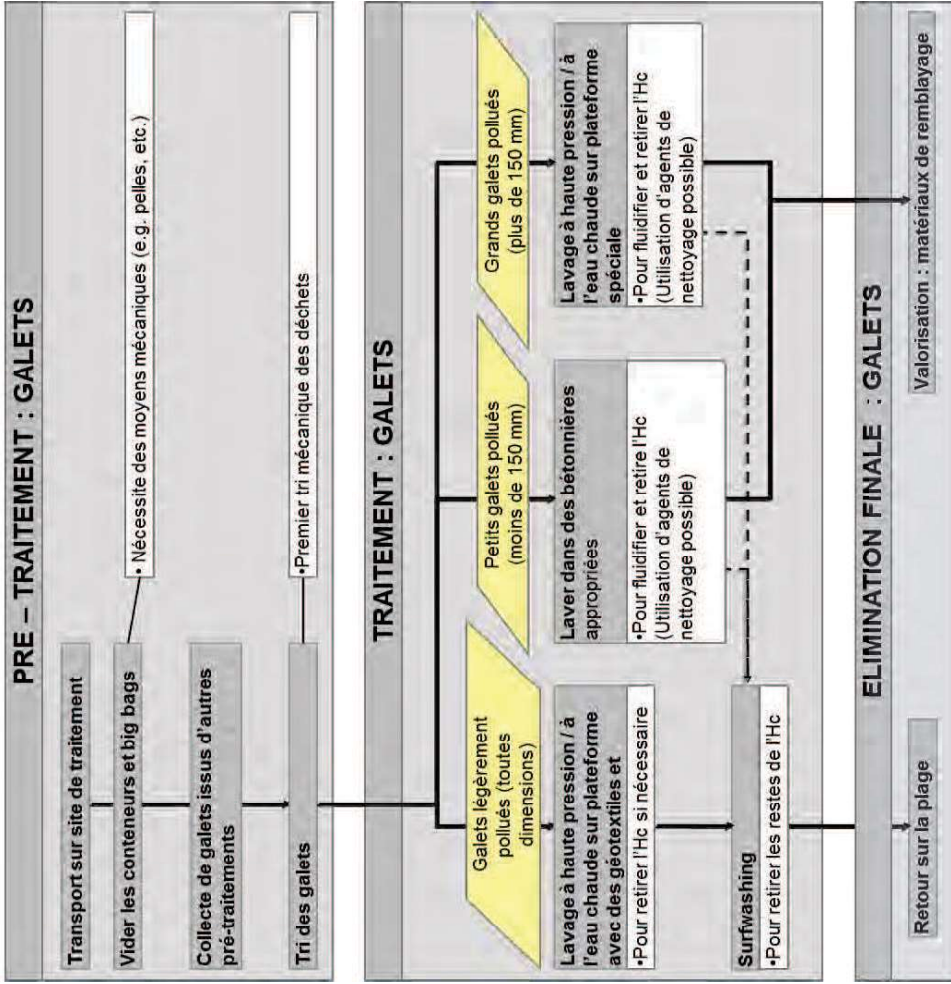 PRE – TRAITEMENT : GALETS
Transport sur site de traitement
Vider les conteneurs et big bags
• Nécessite des moyens mécaniques (e.g. pelles, etc.)
Collecte de galets issus d'autres
pré-traitements
Tri des galets
•Premier tri mécanique des déchets
TRAITEMENT : GALETS
Galets légèrement
pollués (toutes
dimensions)
Petits galets pollués
(moins de 150 mm)
Grands galets pollués
(plus de 150 mm)
Lavage à haute pression / à
l'eau chaude sur plateforme
avec des géotextiles et
•Pour retirer l'Hc si nécessaire
Laver dans des bétonnières
appropriées
•Pour fluidifier et retire l'Hc
(Utilisation d'agents de
nettoyage possible)
Lavage à haute pression / à
l'eau chaude sur plateforme
spéciale
•Pour fluidifier et retirer l'Hc
(Utilisation d'agents de
nettoyage possible)
Surfwashing
•Pour retirer les restes de l'Hc
ELIMINATION FINALE : GALETS
Retour sur la plage
Valorisation : matériaux de remblayage